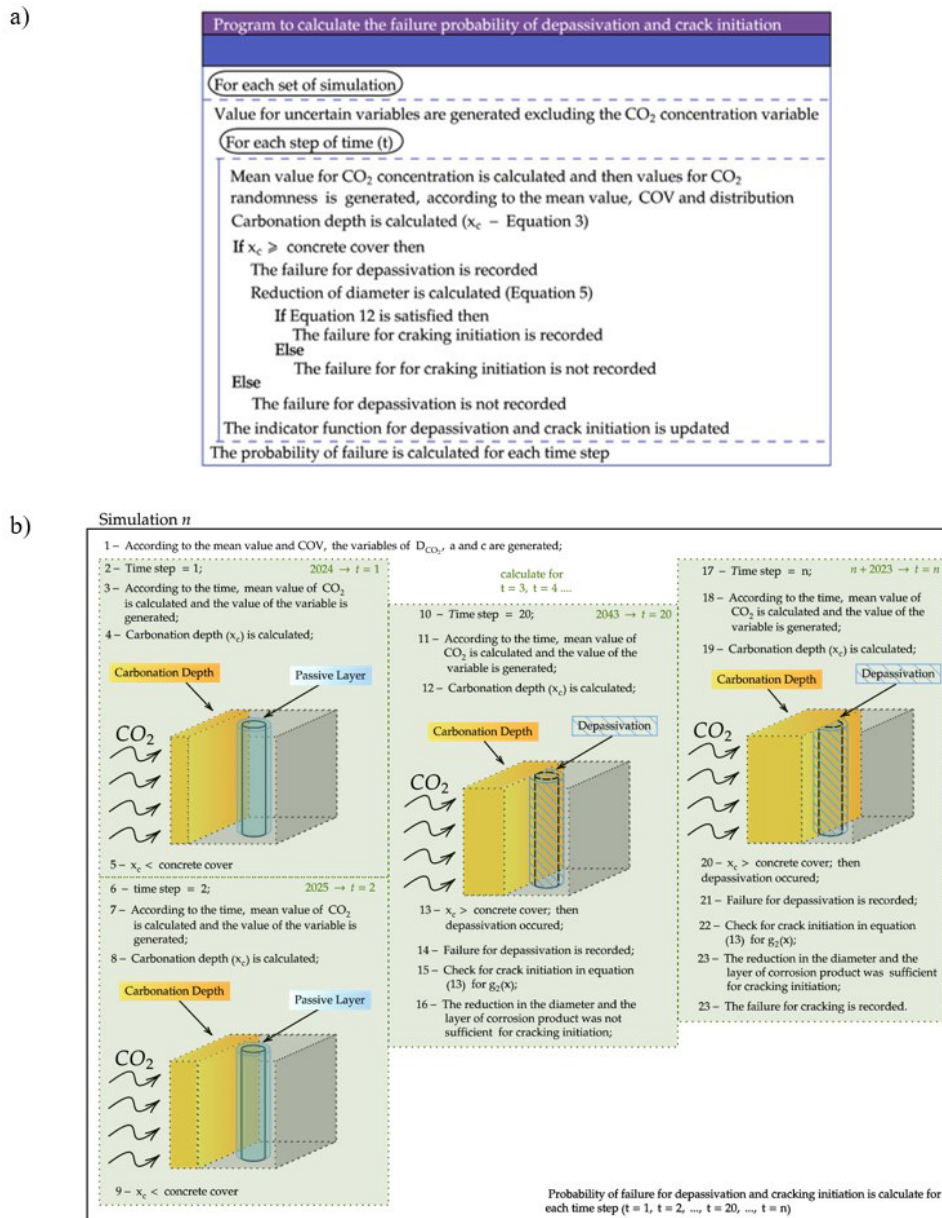 a)
Program to calculate the failure probability of depassivation and crack initiation
For each set of simulation
Value for uncertain variables are generated excluding the CO₂ concentration variable
For each step of time (t)
Mean value for CO₂ concentration is calculated and then values for CO₂
randomness is generated, according to the mean value, COV and distribution
Carbonation depth is calculated (x꜀ – Equation 3)
If x꜀ ⩾ concrete cover then
The failure for depassivation is recorded
Reduction of diameter is calculated (Equation 5)
If Equation 12 is satisfied then
The failure for craking initiation is recorded
Else
The failure for for craking initiation is not recorded
Else
The failure for depassivation is not recorded
The indicator function for depassivation and crack initiation is updated
The probability of failure is calculated for each time step
b)
Simulation n
1 – According to the mean value and COV, the variables of D_CO₂, a and c are generated;
2 – Time step = 1; 2024 → t = 1
3 – According to the time, mean value of CO₂
is calculated and the value of the variable is
generated;
4 – Carbonation depth (x꜀) is calculated;
Carbonation Depth
Passive Layer
CO₂
5 – x꜀ < concrete cover
6 – time step = 2; 2025 → t = 2
7 – According to the time, mean value of CO₂
is calculated and the value of the variable is
generated;
8 – Carbonation depth (x꜀) is calculated;
Carbonation Depth
Passive Layer
CO₂
9 – x꜀ < concrete cover
calculate for
t = 3, t = 4 ....
10 – Time step = 20; 2043 → t = 20
11 – According to the time, mean value of
CO₂ is calculated and the value of the
variable is generated;
12 – Carbonation depth (x꜀) is calculated;
Carbonation Depth
Depassivation
CO₂
13 – x꜀ > concrete cover; then
depassivation occured;
14 – Failure for depassivation is recorded;
15 – Check for crack initiation in equation
(13) for g₂(x);
16 – The reduction in the diameter and the
layer of corrosion product was not
sufficient for cracking initiation;
17 – Time step = n; n + 2023 → t = n
18 – According to the time, mean value of
CO₂ is calculated and the value of the
variable is generated;
19 – Carbonation depth (x꜀) is calculated;
Carbonation Depth
Depassivation
CO₂
20 – x꜀ > concrete cover; then
depassivation occured;
21 – Failure for depassivation is recorded;
22 – Check for crack initiation in equation
(13) for g₂(x);
23 – The reduction in the diameter and the
layer of corrosion product was sufficient
for cracking initiation;
23 – The failure for cracking is recorded.
Probability of failure for depassivation and cracking initiation is calculate for
each time step (t = 1, t = 2, ..., t = 20, ..., t = n)